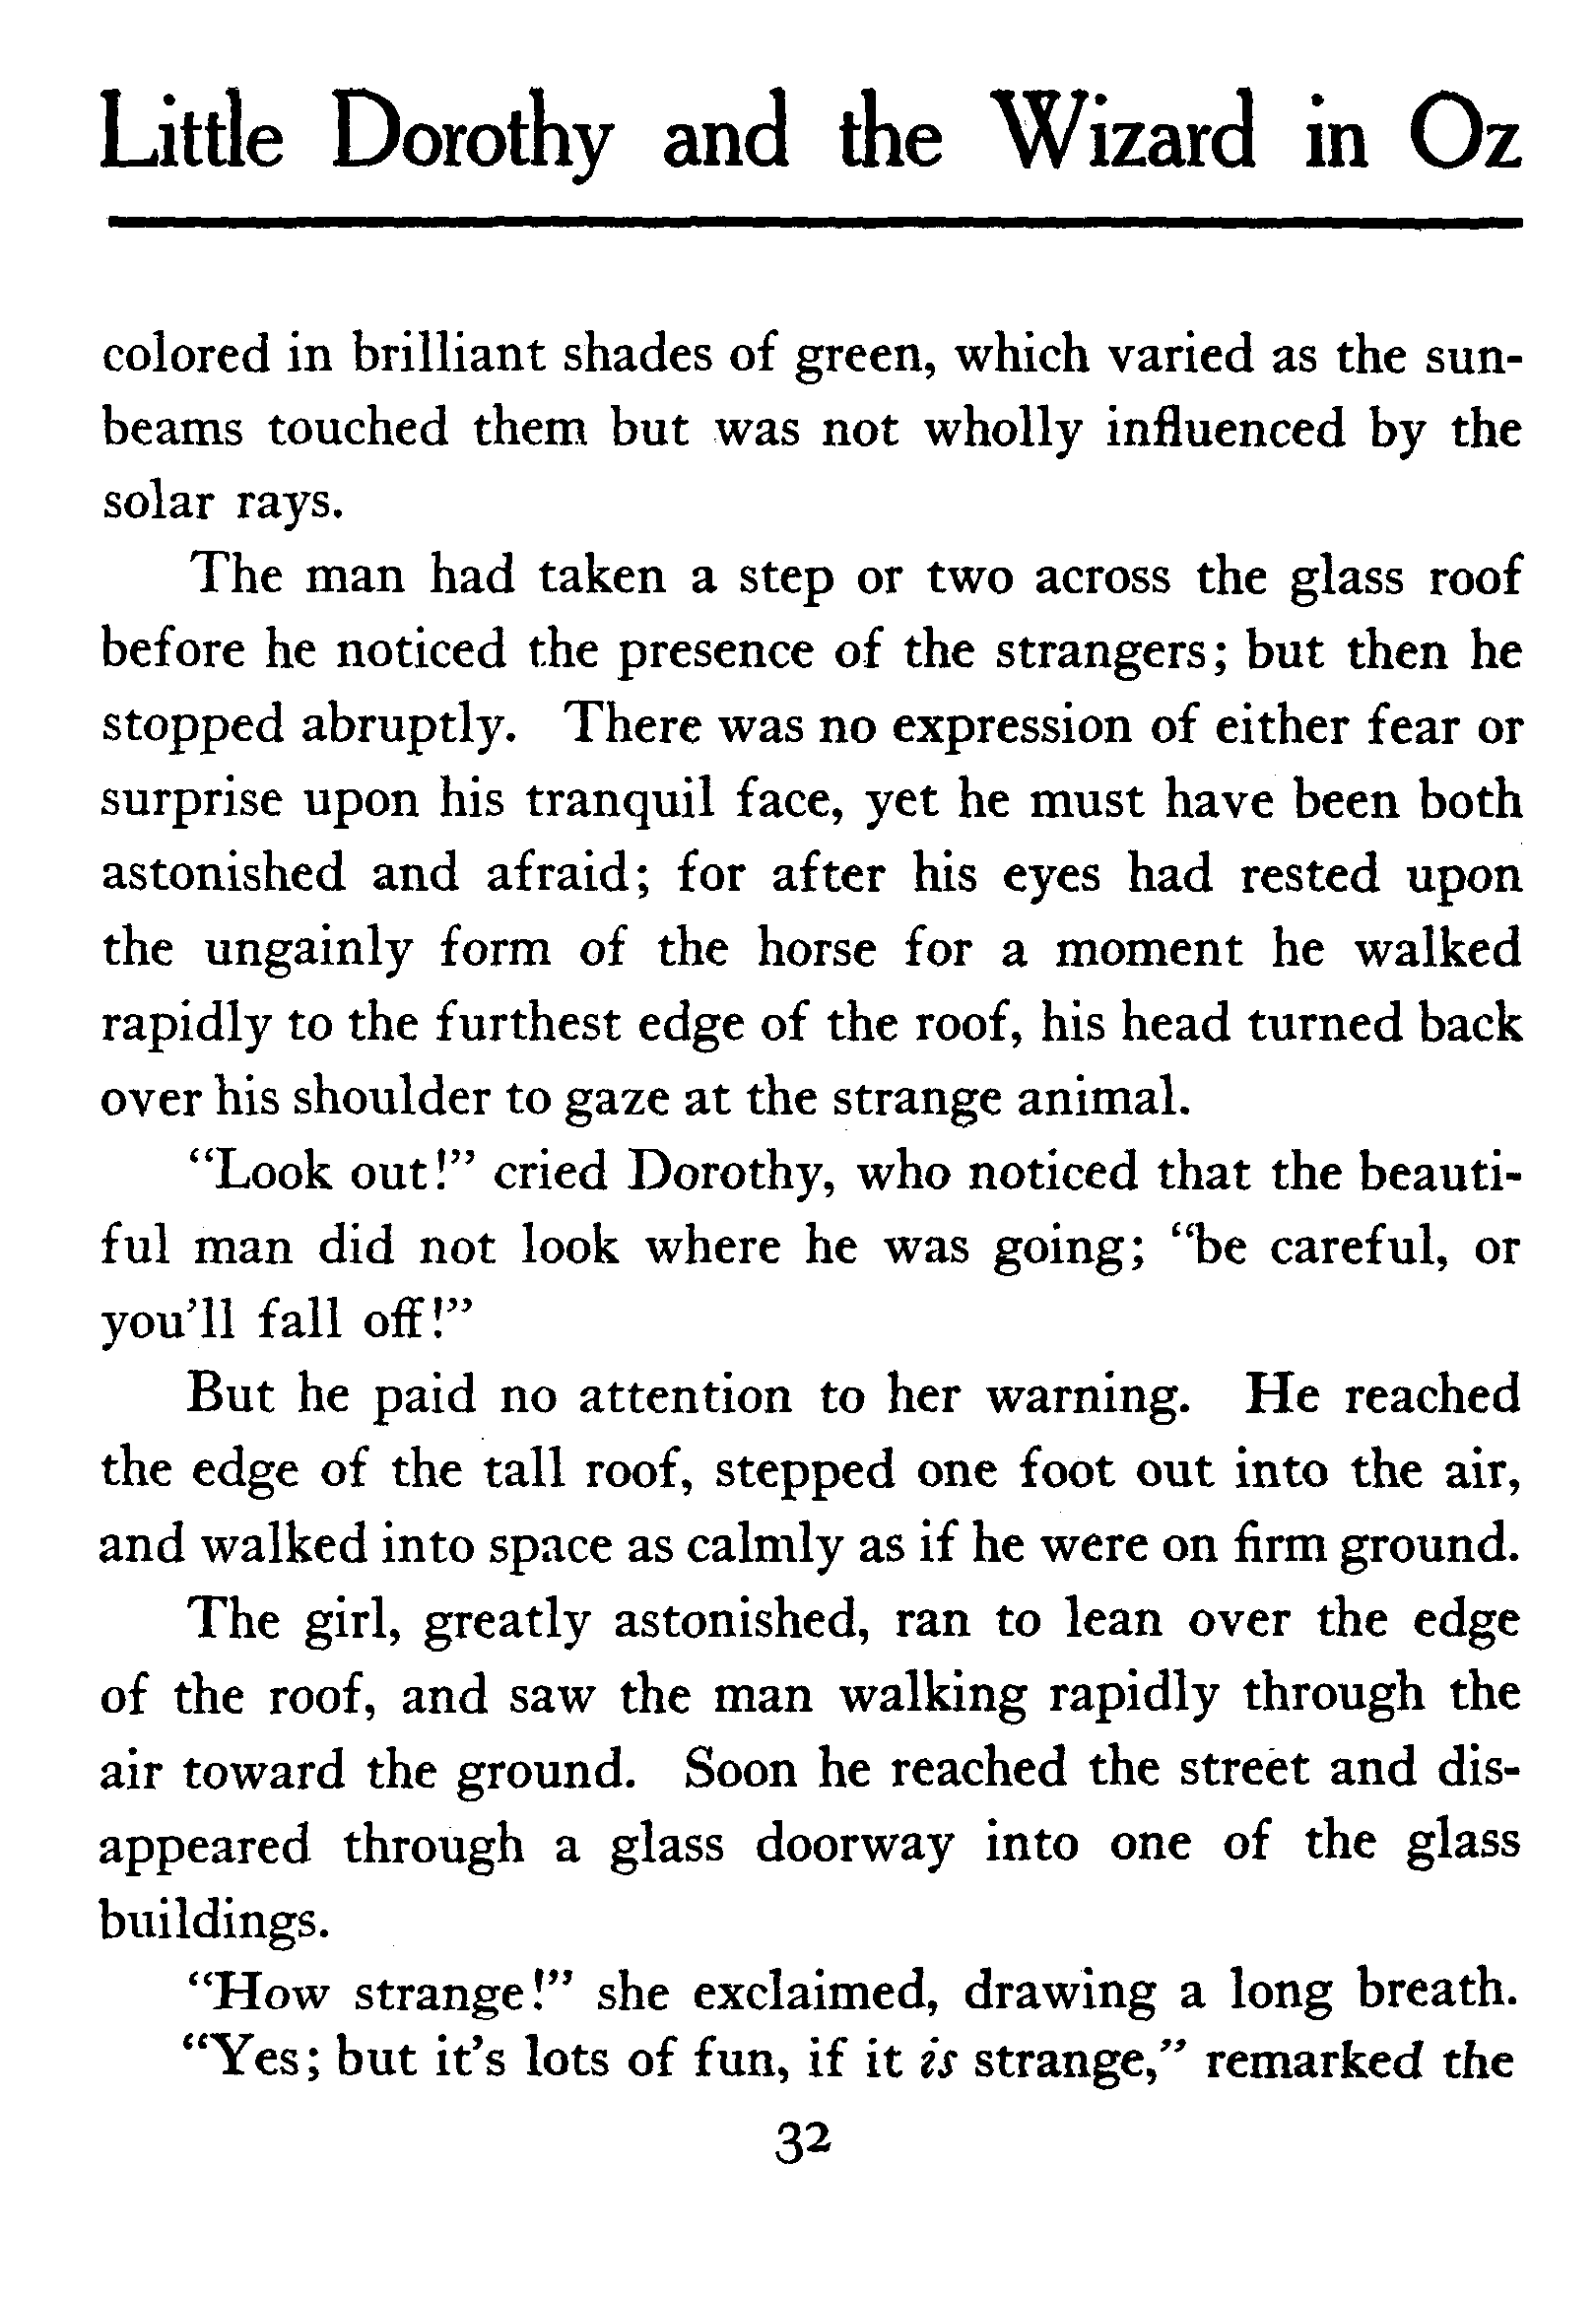 Little Dorothy and the Wizard in Oz
colored in brilliant shades of green, which varied as the sun-
beams touched them but was not wholly influenced by the
solar rays.
The man had taken a step or two across the glass roof
before he noticed the presence of the strangers; but then he
stopped abruptly. There was no expression of either fear or
surprise upon his tranquil face, yet he must have been both
astonished and afraid; for after his eyes had rested upon
the ungainly form of the horse for a moment he walked
rapidly to the furthest edge of the roof, his head turned back
over his shoulder to gaze at the strange animal.
“Look out!” cried Dorothy, who noticed that the beauti-
ful man did not look where he was going; “be careful, or
you’ll fall off!”
But he paid no attention to her warning. He reached
the edge of the tall roof, stepped one foot out into the air,
and walked into space as calmly as if he were on firm ground.
The girl, greatly astonished, ran to lean over the edge
of the roof, and saw the man walking rapidly through the
air toward the ground. Soon he reached the street and dis-
appeared through a glass doorway into one of the glass
buildings.
“How strange!” she exclaimed, drawing a long breath.
“Yes; but it’s lots of fun, if it is strange,” remarked the
32